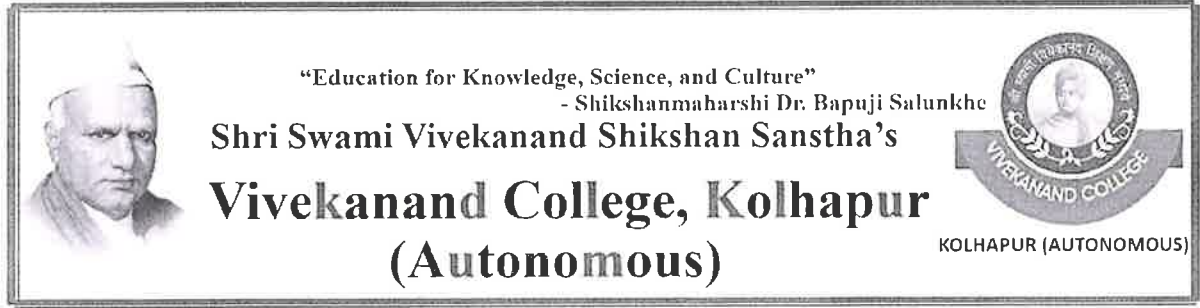 “Education for Knowledge, Science, and Culture”
- Shikshanmaharshi Dr. Bapuji Salunkhe
Shri Swami Vivekanand Shikshan Sanstha’s
Vivekanand College, Kolhapur
(Autonomous)
VIVEKANAND COLLEGE
KOLHAPUR (AUTONOMOUS)